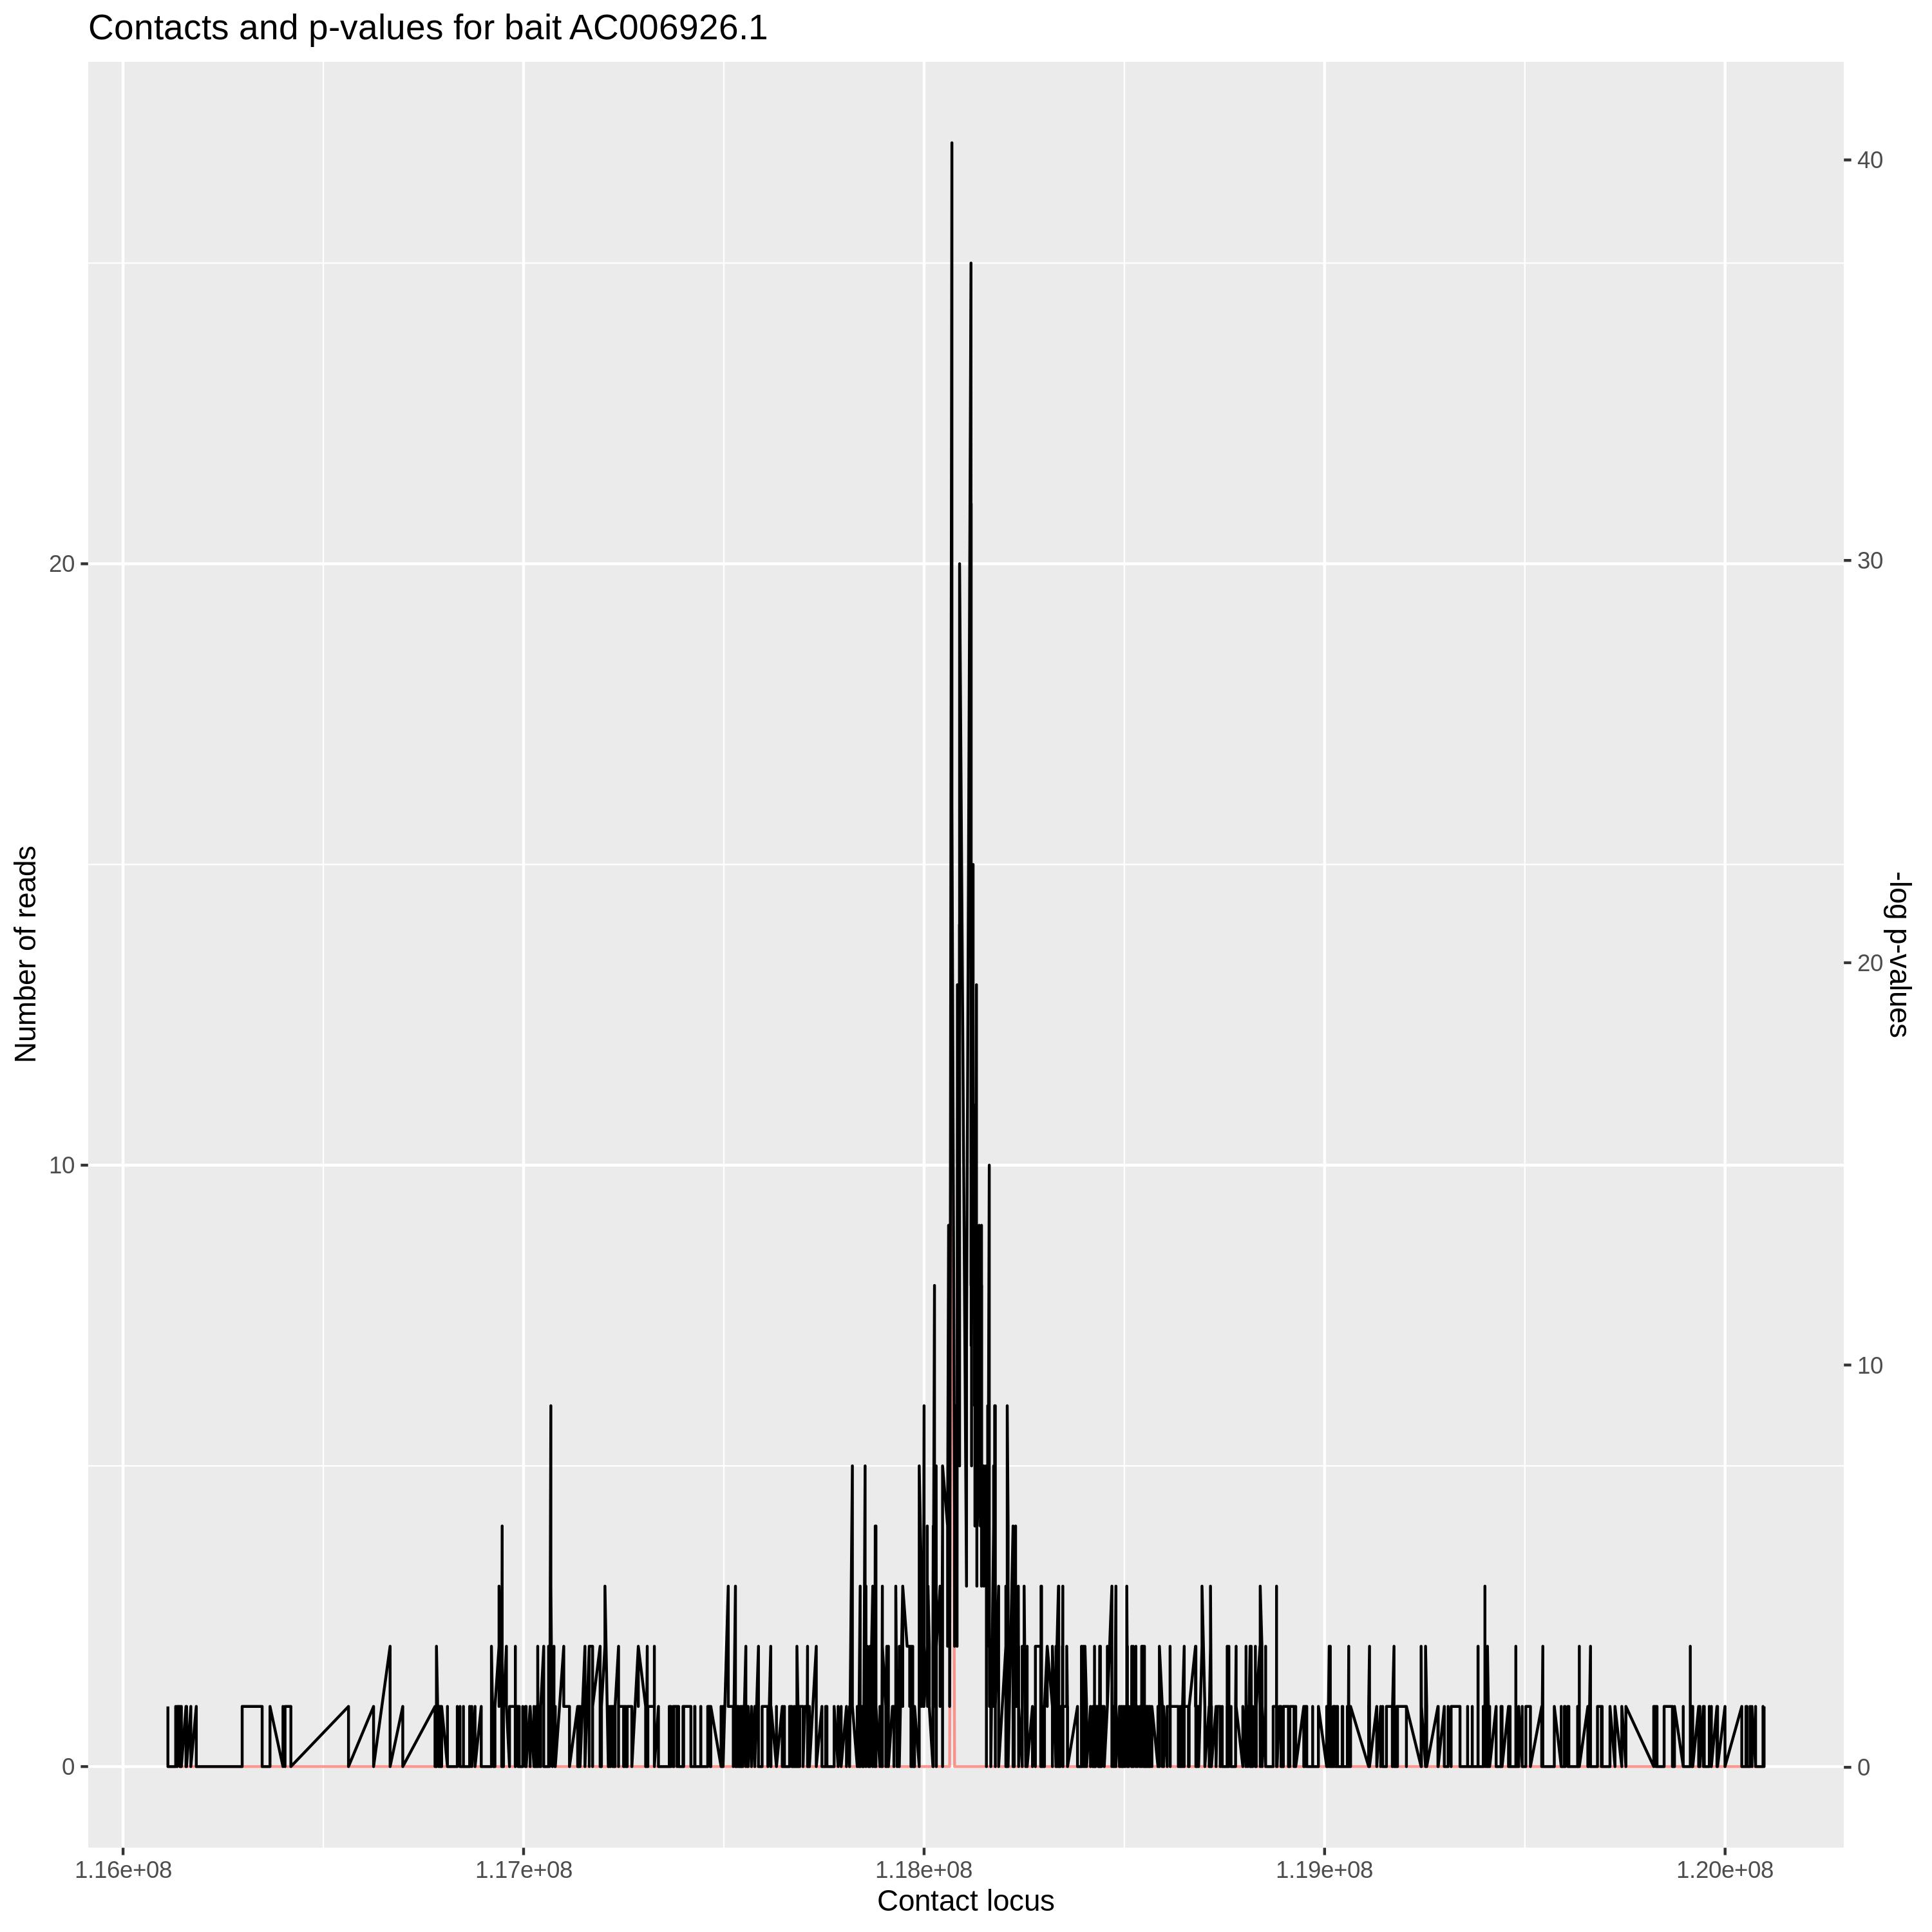 Contacts and p-values for bait AC006926.1
Number of reads
20
10
0
40
30
20
10
0
-log p-values
1.16e+08 1.17e+08 1.18e+08 1.19e+08 1.20e+08
Contact locus